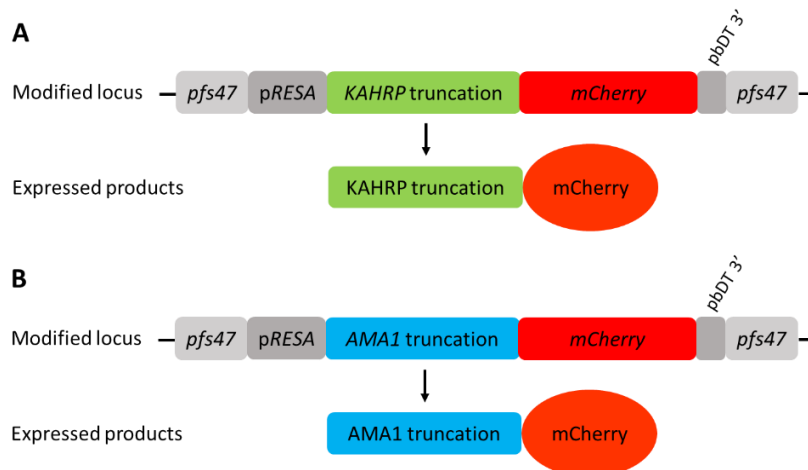 A
pbDT 3′
Modified locus pfs47 pRESA KAHRP truncation mCherry pfs47
Expressed products KAHRP truncation mCherry
B
pbDT 3′
Modified locus pfs47 pRESA AMA1 truncation mCherry pfs47
Expressed products AMA1 truncation mCherry